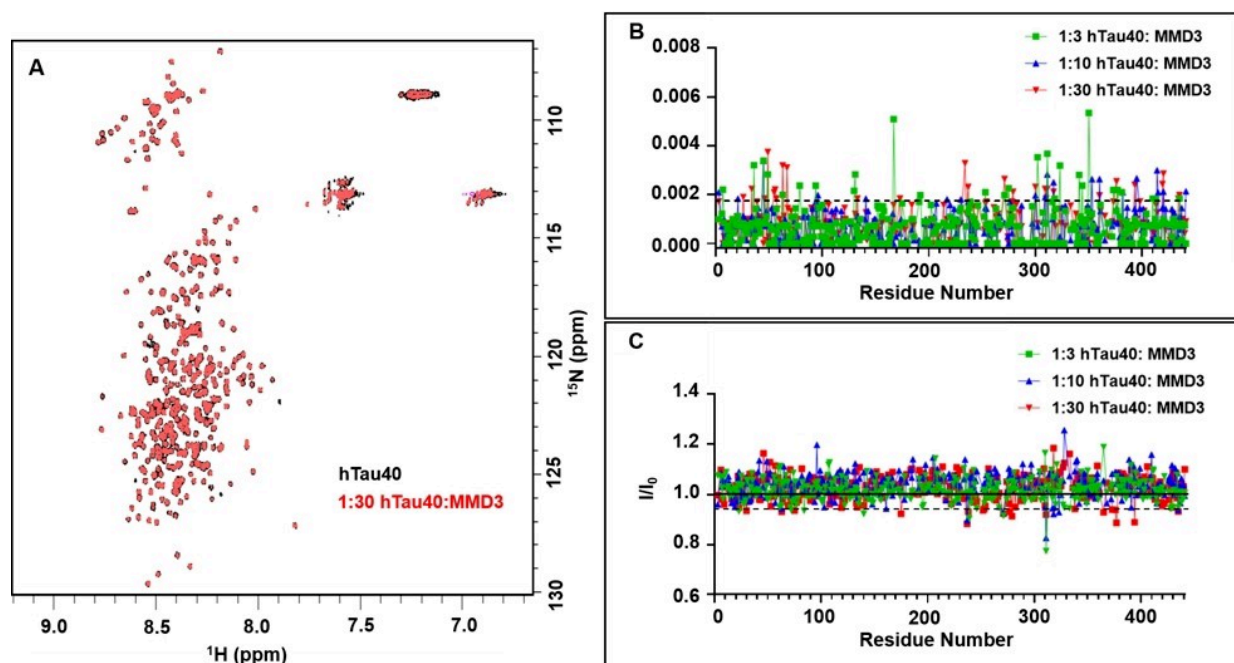 A
110
115
120
125
130
¹⁵N (ppm)
hTau40
1:30 hTau40:MMD3
9.0 8.5 8.0 7.5 7.0
¹H (ppm)
B
1:3 hTau40: MMD3
1:10 hTau40: MMD3
1:30 hTau40: MMD3
0.008
0.006
0.004
0.002
0.000
0 100 200 300 400
Residue Number
C
1:3 hTau40: MMD3
1:10 hTau40: MMD3
1:30 hTau40: MMD3
1.4
1.2
1.0
0.8
0.6
I/I₀
0 100 200 300 400
Residue Number